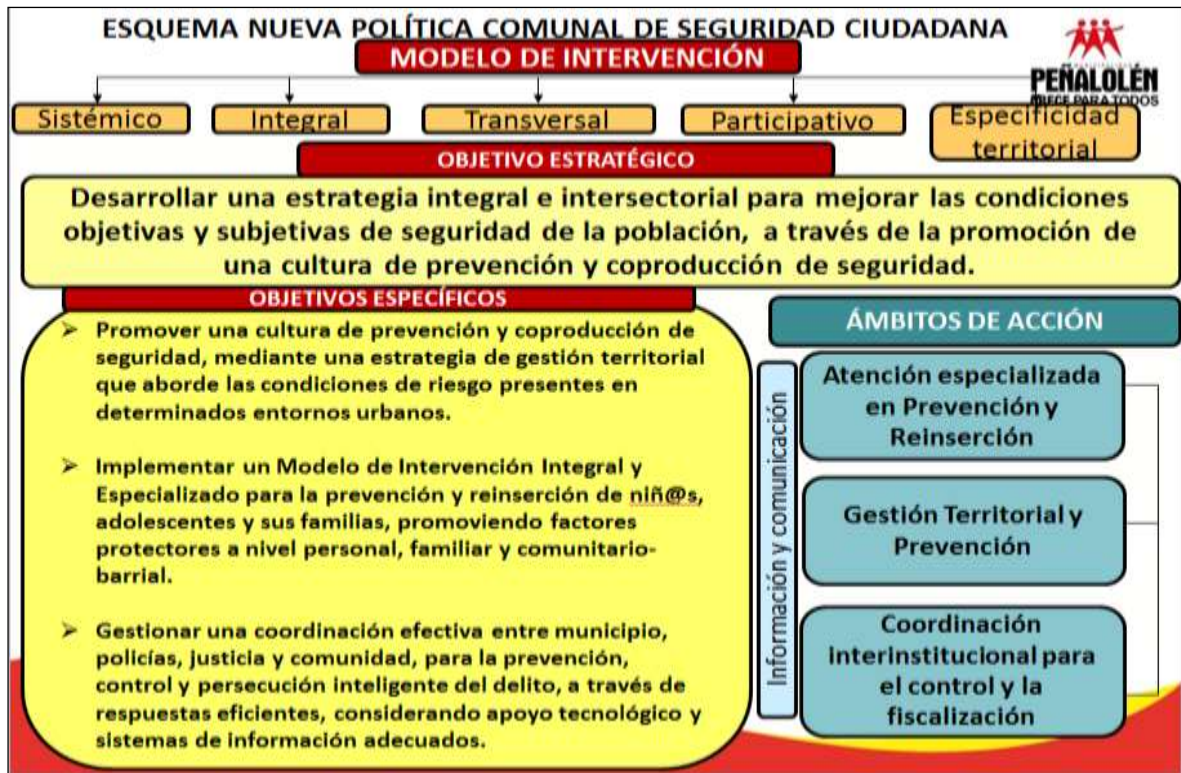 ESQUEMA NUEVA POLÍTICA COMUNAL DE SEGURIDAD CIUDADANA
MODELO DE INTERVENCIÓN
PEÑALOLÉN
CRECE PARA TODOS
Sistémico
Integral
Transversal
Participativo
Especificidad
territorial
OBJETIVO ESTRATÉGICO
Desarrollar una estrategia integral e intersectorial para mejorar las condiciones
objetivas y subjetivas de seguridad de la población, a través de la promoción de
una cultura de prevención y coproducción de seguridad.
OBJETIVOS ESPECÍFICOS
➢ Promover una cultura de prevención y coproducción de
seguridad, mediante una estrategia de gestión territorial
que aborde las condiciones de riesgo presentes en
determinados entornos urbanos.
➢ Implementar un Modelo de Intervención Integral y
Especializado para la prevención y reinserción de niñ@s,
adolescentes y sus familias, promoviendo factores
protectores a nivel personal, familiar y comunitario-
barrial.
➢ Gestionar una coordinación efectiva entre municipio,
policías, justicia y comunidad, para la prevención,
control y persecución inteligente del delito, a través de
respuestas eficientes, considerando apoyo tecnológico y
sistemas de información adecuados.
ÁMBITOS DE ACCIÓN
Información y comunicación
Atención especializada
en Prevención y
Reinserción
Gestión Territorial y
Prevención
Coordinación
interinstitucional para
el control y la
fiscalización